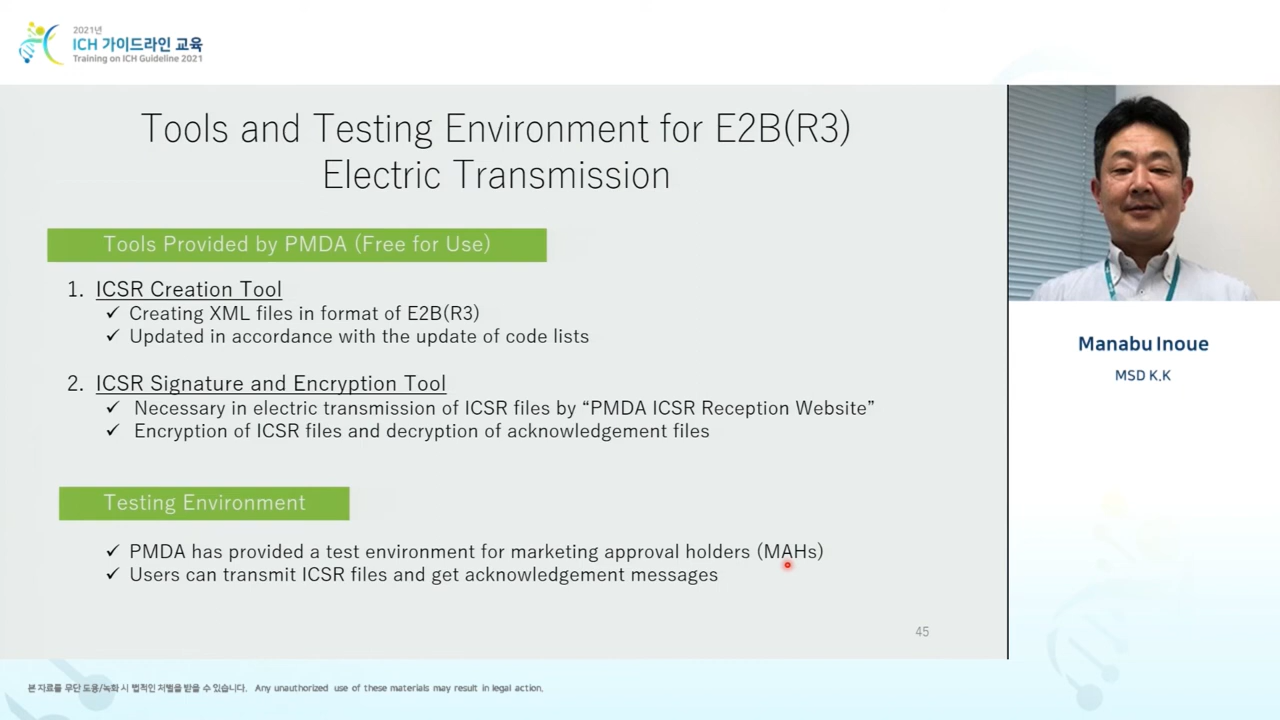 2021년
ICH 가이드라인 교육
Training on ICH Guideline 2021
Tools and Testing Environment for E2B(R3)
Electric Transmission
Tools Provided by PMDA (Free for Use)
1. ICSR Creation Tool
✓ Creating XML files in format of E2B(R3)
✓ Updated in accordance with the update of code lists
2. ICSR Signature and Encryption Tool
✓ Necessary in electric transmission of ICSR files by “PMDA ICSR Reception Website”
✓ Encryption of ICSR files and decryption of acknowledgement files
Testing Environment
✓ PMDA has provided a test environment for marketing approval holders (MAHs)
✓ Users can transmit ICSR files and get acknowledgement messages
45
Manabu Inoue
MSD K.K
본 자료를 무단 도용/녹화 시 법적인 처벌을 받을 수 있습니다. Any unauthorized use of these materials may result in legal action.